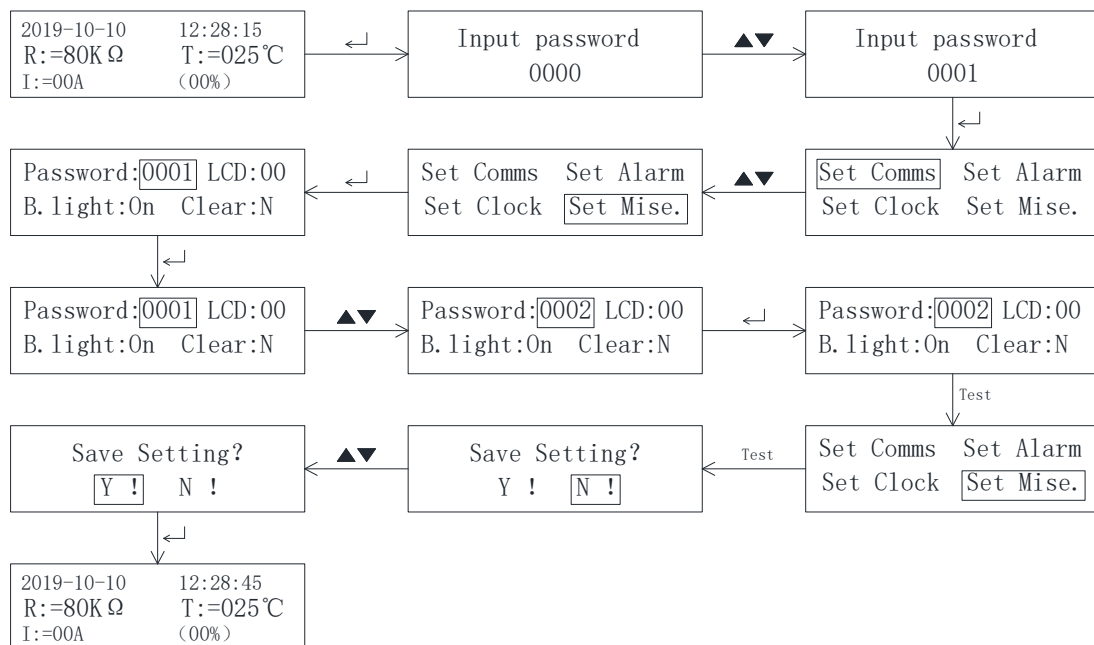 2019-10-10 12:28:15
R:=80KΩ T:=025℃
I:=00A (00%)
Input password
0000
▲▼
Input password
0001
Password:0001 LCD:00
B.light:On Clear:N
Set Comms Set Alarm
Set Clock Set Mise.
▲▼
Set Comms Set Alarm
Set Clock Set Mise.
Password:0001 LCD:00
B.light:On Clear:N
▲▼
Password:0002 LCD:00
B.light:On Clear:N
Password:0002 LCD:00
B.light:On Clear:N
Test
Save Setting?
Y ! N !
▲▼
Save Setting?
Y ! N !
Test
Set Comms Set Alarm
Set Clock Set Mise.
2019-10-10 12:28:45
R:=80KΩ T:=025℃
I:=00A (00%)